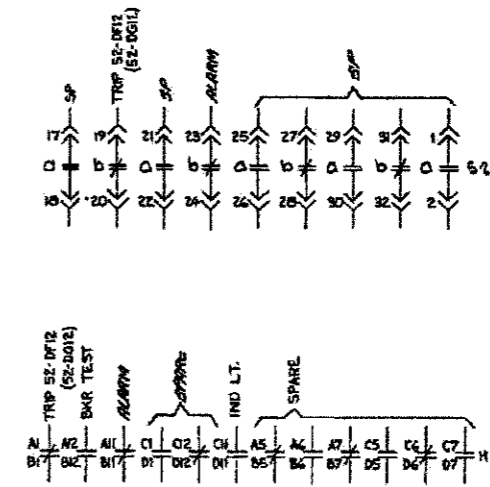 SP
TRIP 52-DF12
(52-DG12)
SP
ALARM
SP
17 19 21 23 25 27 29 31 1
a b a b a b a b a 52
18 20 22 24 26 28 30 32 2
TRIP 52-DF12
(52-DG12)
BKR TEST
ALARM
SPARE
IND LT.
SPARE
A1 A12 A11 C1 C12 C11 A5 A6 A7 C5 C6 C7
B1 B12 B11 D1 D12 D11 B5 B6 B7 D5 D6 D7 H